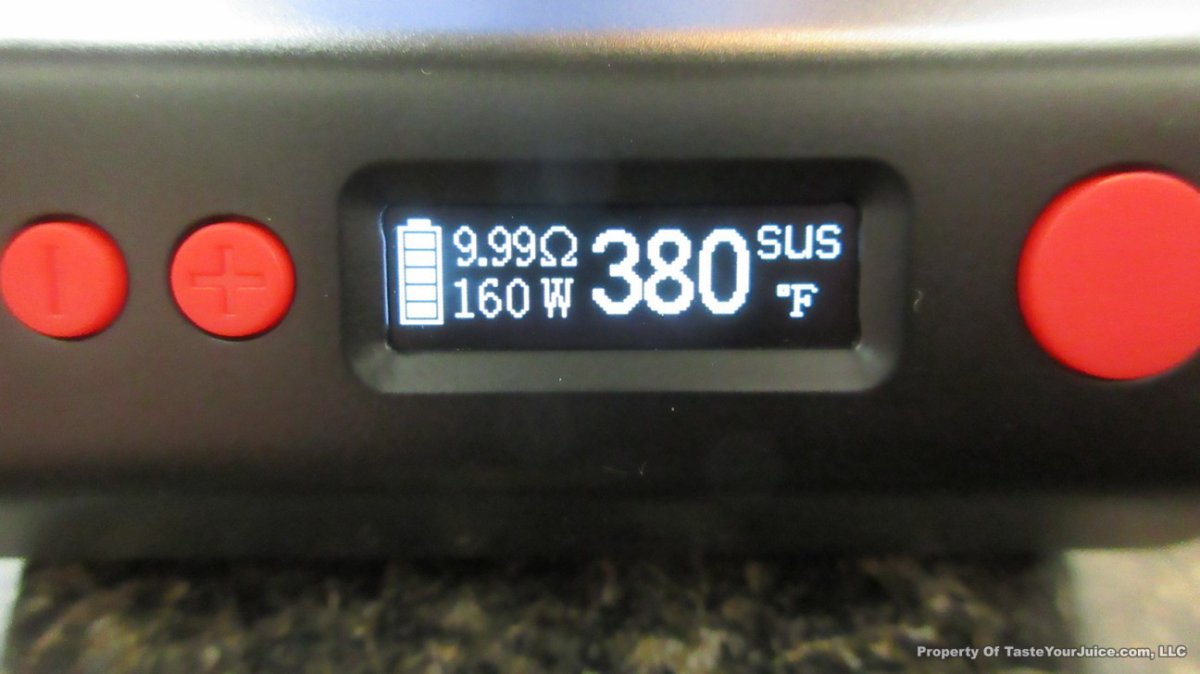 9.99Ω 380 SUS
160 W °F
Property Of TasteYourJuice.com, LLC